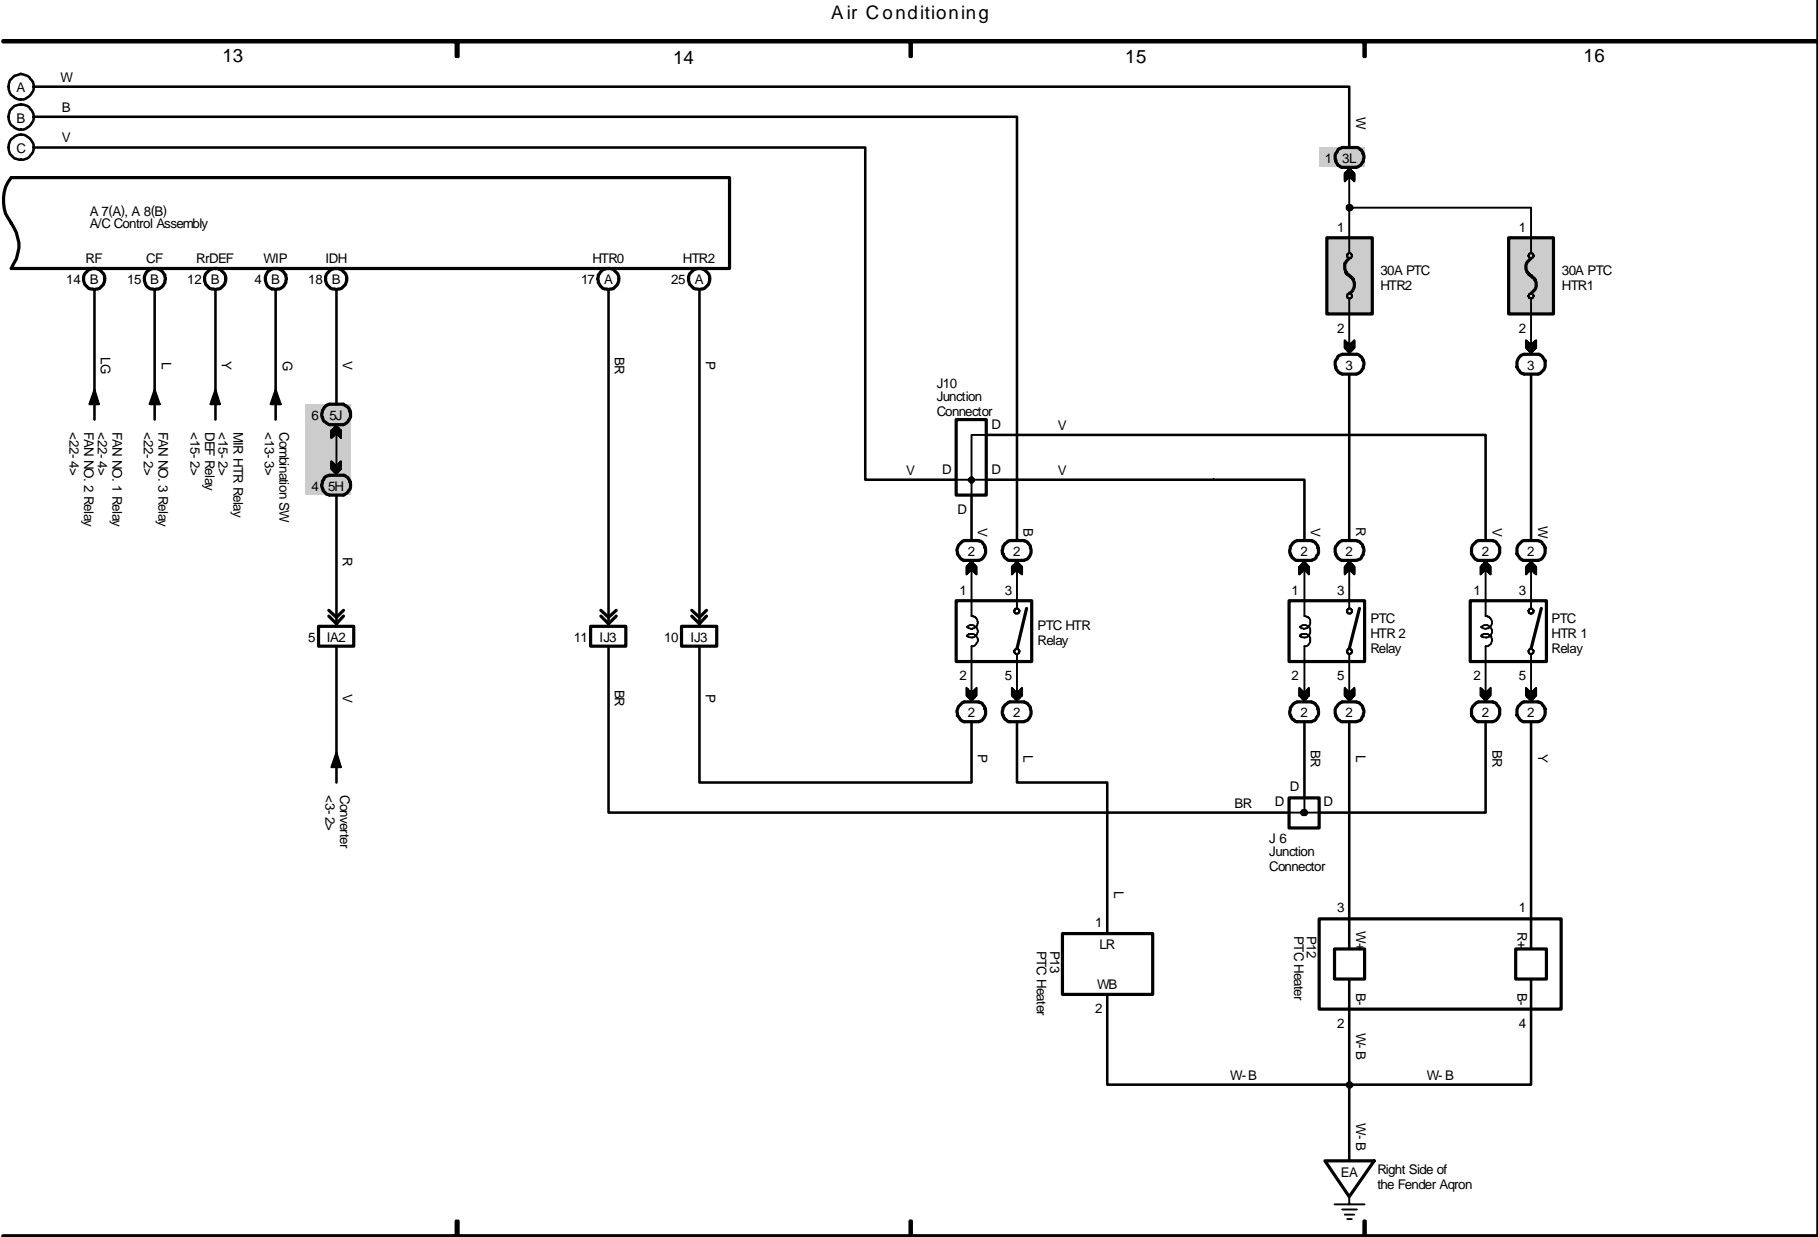 Air Conditioning
13
14
15
16
A
W
B
B
C
V
W
1
3L
A 7(A), A 8(B)
A/C Control Assembly
RF
CF
RrDEF
WIP
IDH
HTR0
HTR2
14 B
15 B
12 B
4 B
18 B
17 A
25 A
1
1
30A PTC
HTR2
30A PTC
HTR1
2
2
3
3
LG
L
Y
G
V
BR
P
FAN NO. 1 Relay
<22-4>
FAN NO. 2 Relay
<22-4>
FAN NO. 3 Relay
<22-2>
MIR HTR Relay
<15-2>
DEF Relay
<15-2>
Combination SW
<13-3>
6 5J
4 5H
R
5 IA2
V
Converter
<3-2>
11 IJ3
10 IJ3
BR
P
J10
Junction
Connector
D
V
V
D
D
V
D
V
B
V
R
V
W
2
2
2
2
2
2
1
3
1
3
1
3
PTC HTR
Relay
PTC
HTR 2
Relay
PTC
HTR 1
Relay
2
5
2
5
2
5
2
2
2
2
2
2
P
L
BR
L
BR
Y
BR
D
D
D
J 6
Junction
Connector
L
1
LR
WB
2
P13
PTC Heater
3
1
W+
R+
P12
PTC Heater
B-
B-
2
4
W-B
W-B
W-B
W-B
EA
Right Side of
the Fender Aqron